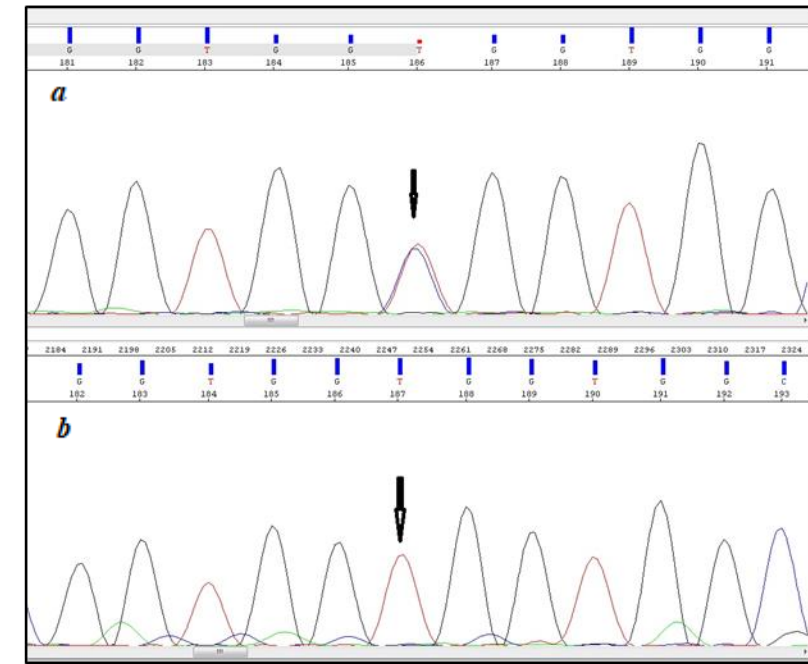 G G T G G T G G T G G
181 182 183 184 185 186 187 188 189 190 191
a
2184 2191 2198 2205 2212 2219 2226 2233 2240 2247 2254 2261 2268 2275 2282 2289 2296 2303 2310 2317 2324
G G T G G T G G T G G C
182 183 184 185 186 187 188 189 190 191 192 193
b